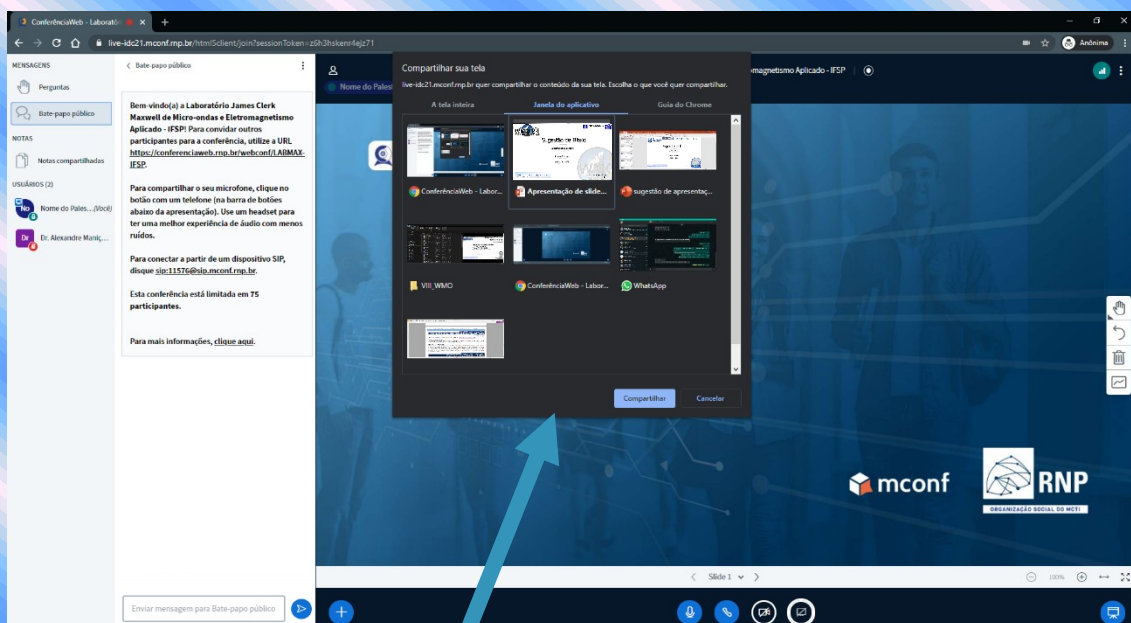 ConferênciaWeb - Laborató
live-idc21.mconf.rnp.br/html5client/join?sessionToken=z6h3hskenr4ejz71
Anônima
MENSAGENS
Perguntas
Bate-papo público
NOTAS
Notas compartilhadas
USUÁRIOS (2)
No
Nome do Pales... (Você)
Dr
Dr. Alexandre Maniç...
Bate-papo público
Bem-vindo(a) a Laboratório James Clerk
Maxwell de Micro-ondas e Eletromagnetismo
Aplicado - IFSP! Para convidar outros
participantes para a conferência, utilize a URL
https://conferenciaweb.rnp.br/webconf/LABMAX-
IFSP.
Para compartilhar o seu microfone, clique no
botão com um telefone (na barra de botões
abaixo da apresentação). Use um headset para
ter uma melhor experiência de áudio com menos
ruídos.
Para conectar a partir de um dispositivo SIP,
disque sip:11576@sip.mconf.rnp.br.
Esta conferência está limitada em 75
participantes.
Para mais informações, clique aqui.
Enviar mensagem para Bate-papo público
Nome do Pales
omagnetismo Aplicado - IFSP
Compartilhar sua tela
live-idc21.mconf.rnp.br quer compartilhar o conteúdo da sua tela. Escolha o que você quer compartilhar.
A tela inteira
Janela do aplicativo
Guia do Chrome
Sugestão de Título
ConferênciaWeb - Labor...
Apresentação de slide...
sugestão de apresentaç...
VIII_WMO
ConferênciaWeb - Labor...
WhatsApp
Compartilhar
Cancelar
mconf
RNP
ORGANIZAÇÃO SOCIAL DO MCTI
Slide 1
100%